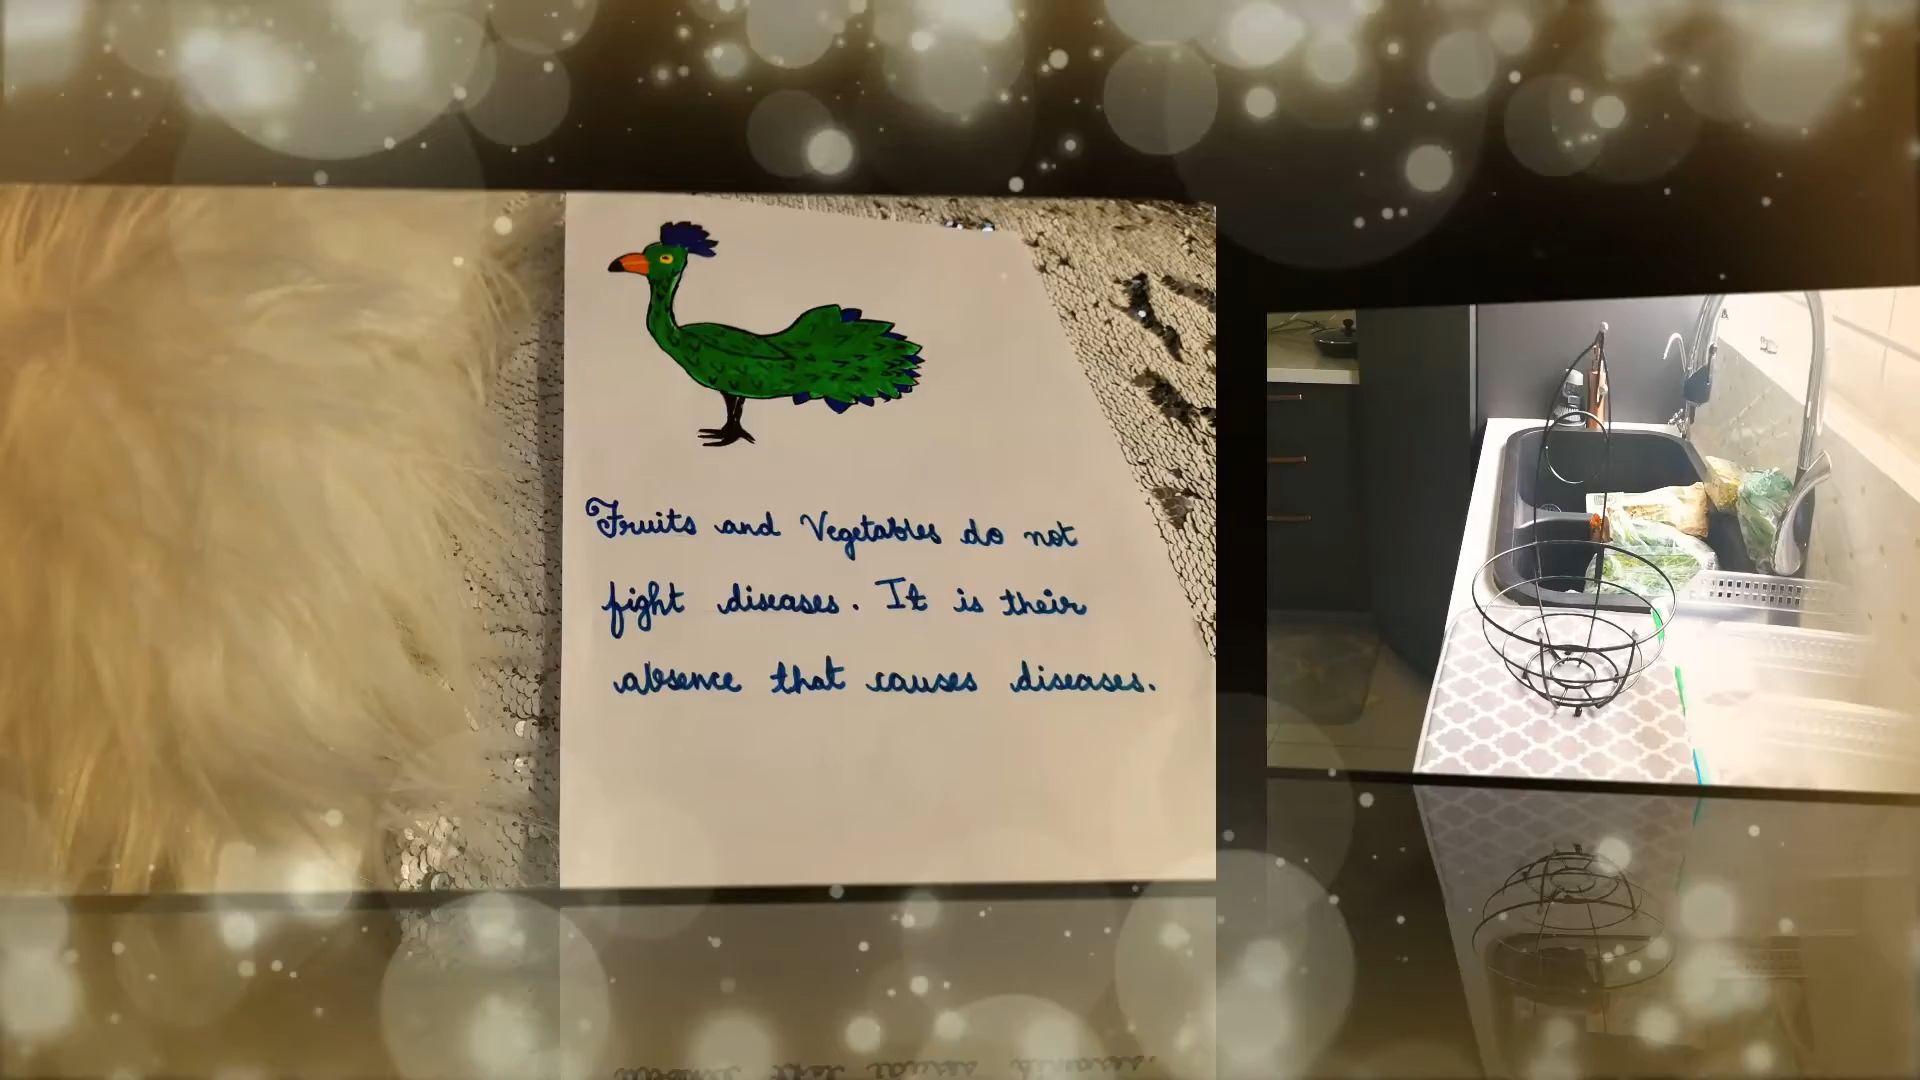 Fruits and Vegetables do not
fight diseases. It is their
absence that causes diseases.